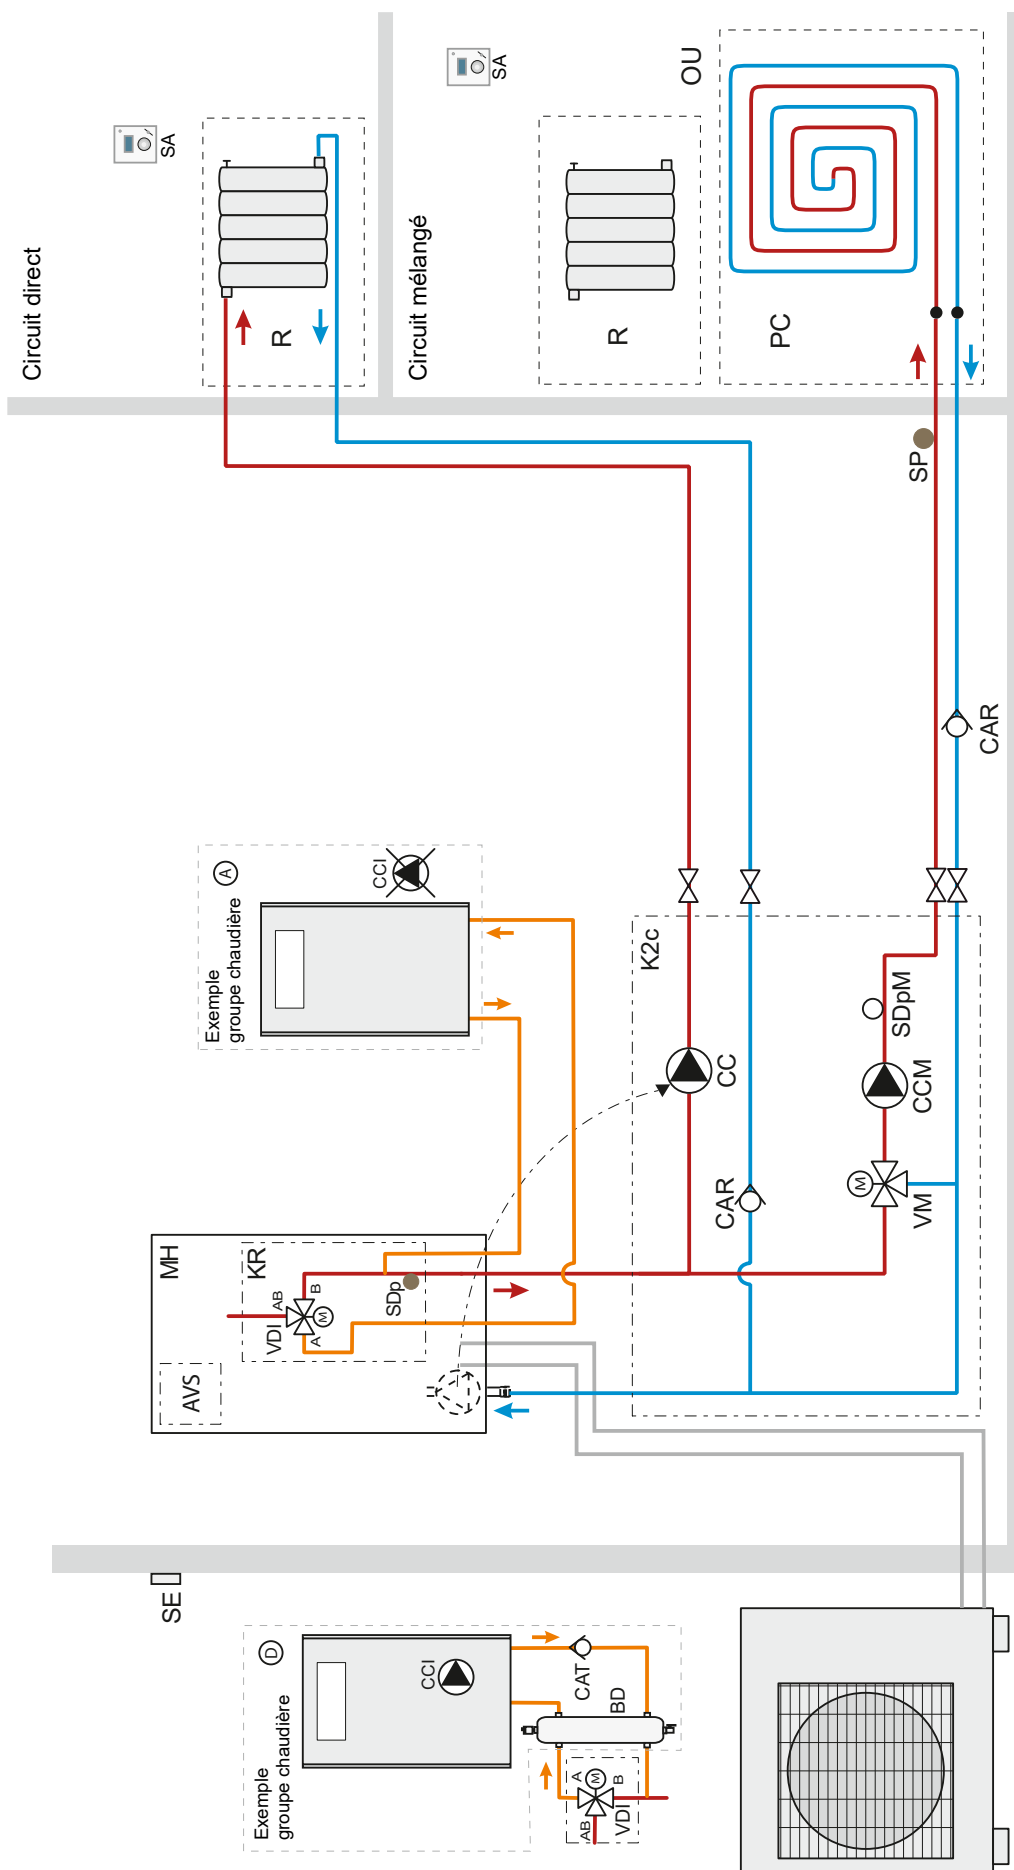 SE
Exemple
groupe chaudière
D
CCI
CAT
BD
A
M
B
AB
VDI
MH
AVS
KR
VDI
AB
B
A
M
SDp
Exemple
groupe chaudière
A
CCI
K2c
CC
CAR
M
VM
CCM
SDpM
CAR
SP
Circuit direct
SA
R
Circuit mélangé
SA
R
OU
PC